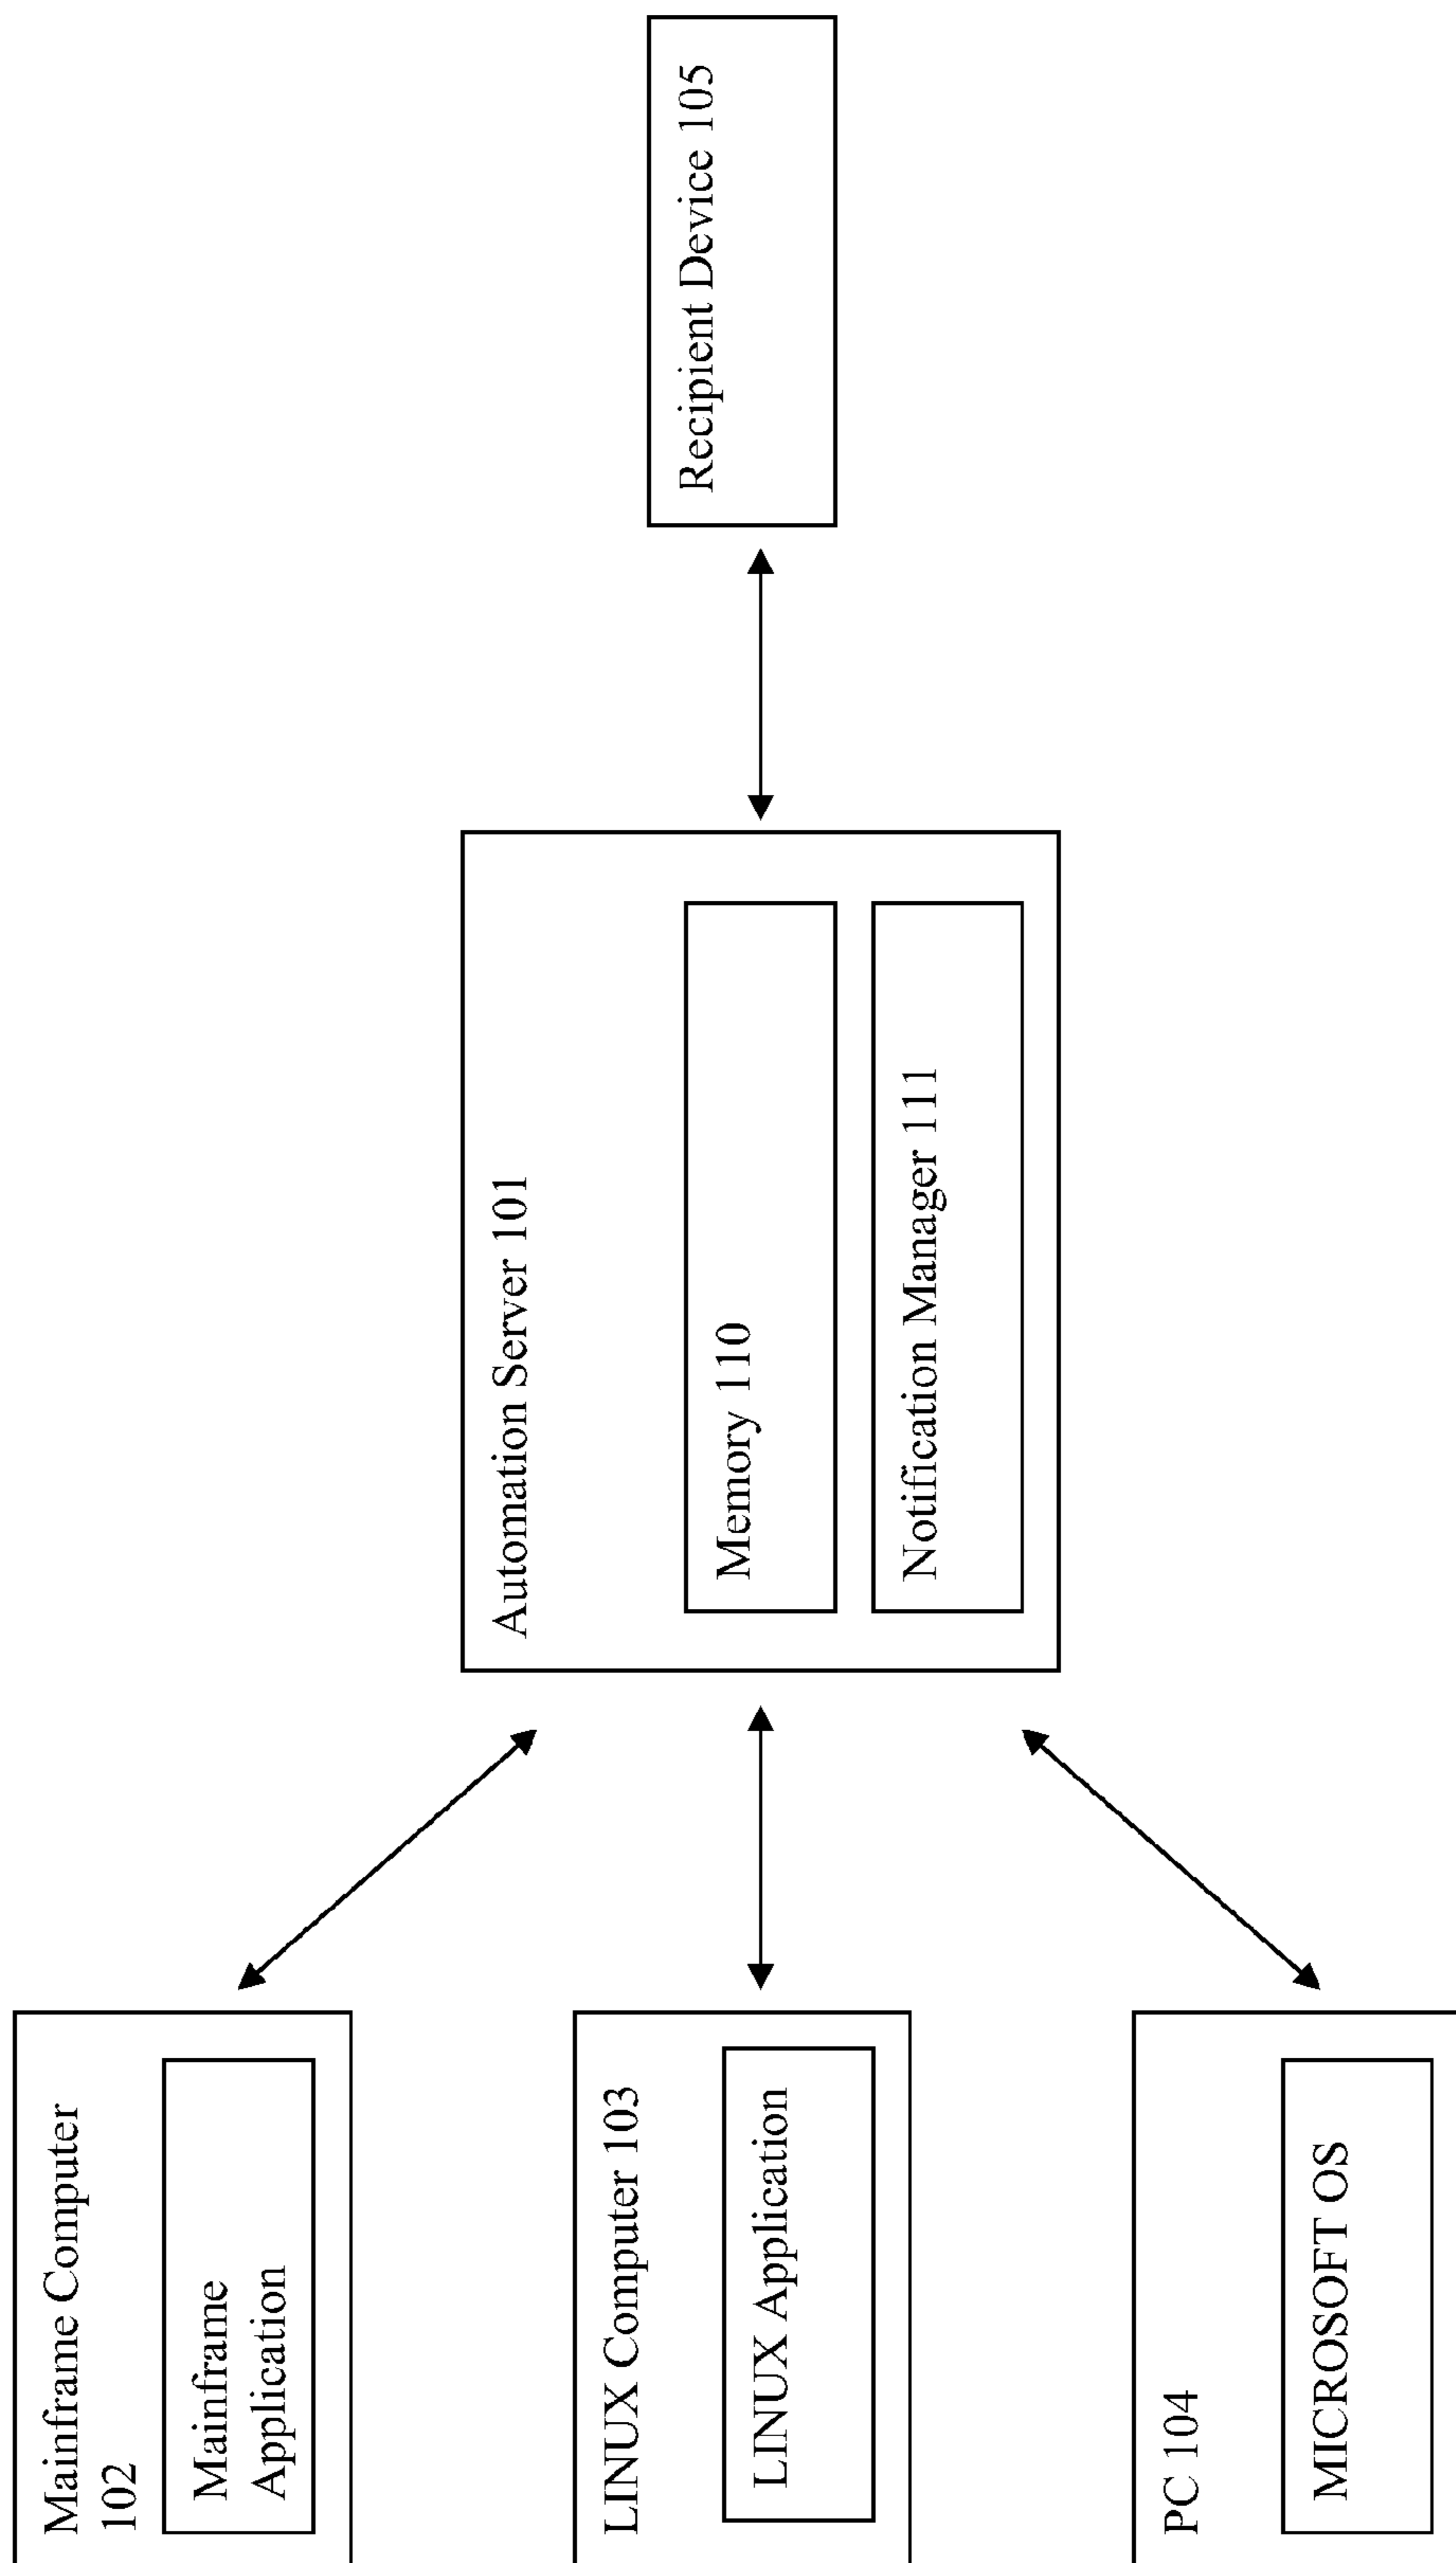 Mainframe Computer
102
Mainframe
Application
LINUX Computer 103
LINUX Application
PC 104
MICROSOFT OS
Automation Server 101
Memory 110
Notification Manager 111
Recipient Device 105